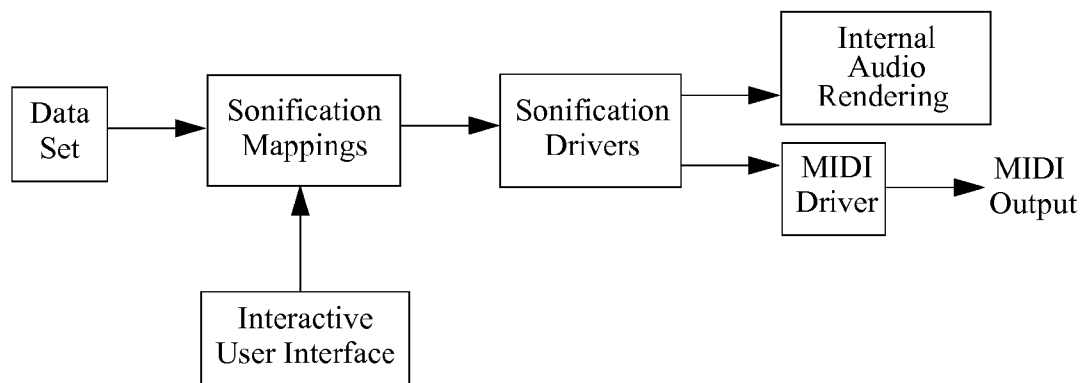 Data
Set
Sonification
Mappings
Sonification
Drivers
Internal
Audio
Rendering
MIDI
Driver
MIDI
Output
Interactive
User Interface